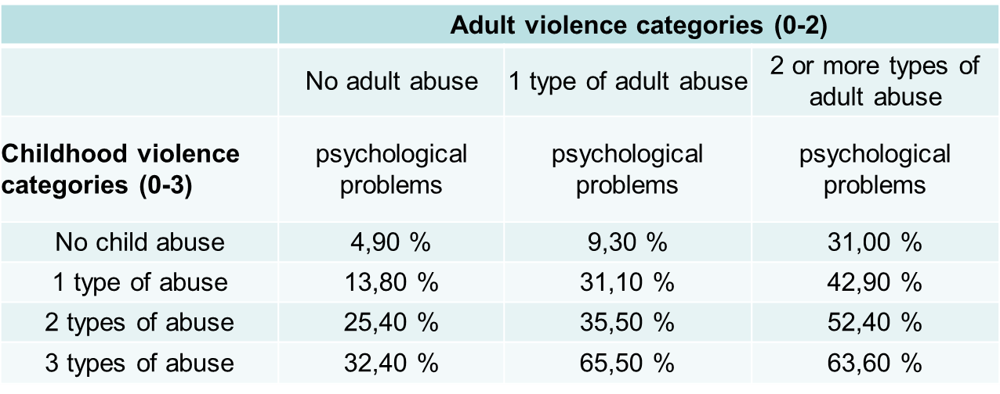 Adult violence categories (0-2)
No adult abuse 1 type of adult abuse 2 or more types of
adult abuse
Childhood violence
categories (0-3)
psychological
problems
psychological
problems
psychological
problems
No child abuse 4,90 % 9,30 % 31,00 %
1 type of abuse 13,80 % 31,10 % 42,90 %
2 types of abuse 25,40 % 35,50 % 52,40 %
3 types of abuse 32,40 % 65,50 % 63,60 %